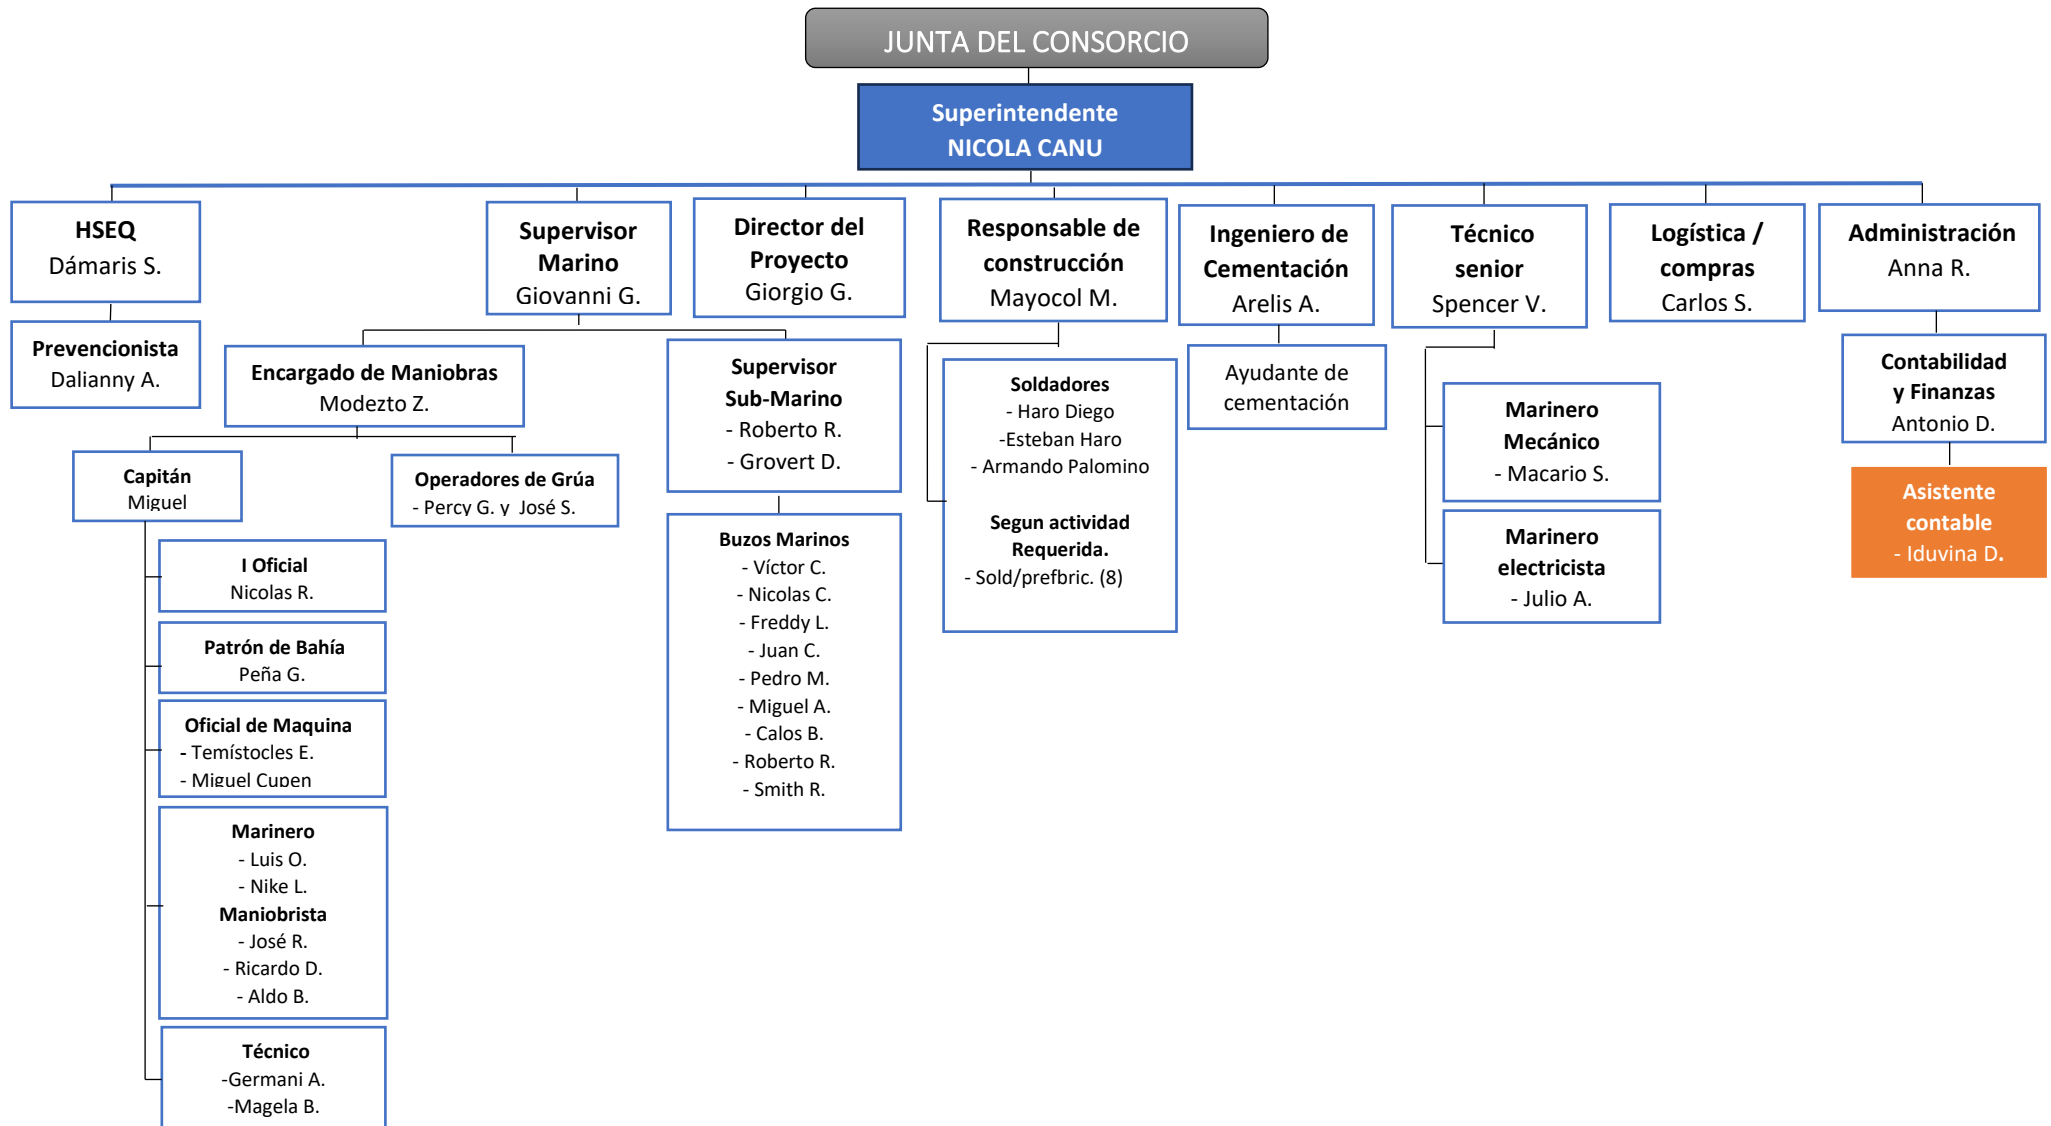 JUNTA DEL CONSORCIO
Superintendente
NICOLA CANU
HSEQ
Dámaris S.
Supervisor
Marino
Giovanni G.
Director del
Proyecto
Giorgio G.
Responsable de
construcción
Mayocol M.
Ingeniero de
Cementación
Arelis A.
Técnico
senior
Spencer V.
Logística /
compras
Carlos S.
Administración
Anna R.
Prevencionista
Dalianny A.
Encargado de Maniobras
Modezto Z.
Supervisor
Sub-Marino
- Roberto R.
- Grovert D.
Soldadores
- Haro Diego
-Esteban Haro
- Armando Palomino
Segun actividad
Requerida.
- Sold/prefbric. (8)
Ayudante de
cementación
Marinero
Mecánico
- Macario S.
Marinero
electricista
- Julio A.
Contabilidad
y Finanzas
Antonio D.
Asistente
contable
- Iduvina D.
Capitán
Miguel
Operadores de Grúa
- Percy G. y José S.
Buzos Marinos
- Víctor C.
- Nicolas C.
- Freddy L.
- Juan C.
- Pedro M.
- Miguel A.
- Calos B.
- Roberto R.
- Smith R.
I Oficial
Nicolas R.
Patrón de Bahía
Peña G.
Oficial de Maquina
- Temístocles E.
- Miguel Cupen
Marinero
- Luis O.
- Nike L.
Maniobrista
- José R.
- Ricardo D.
- Aldo B.
Técnico
-Germani A.
-Magela B.